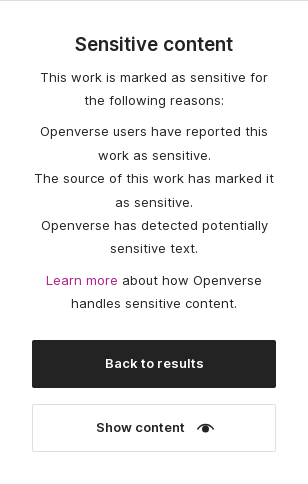 Sensitive content
This work is marked as sensitive for
the following reasons:
Openverse users have reported this
work as sensitive.
The source of this work has marked it
as sensitive.
Openverse has detected potentially
sensitive text.
Learn more about how Openverse
handles sensitive content.
Back to results
Show content